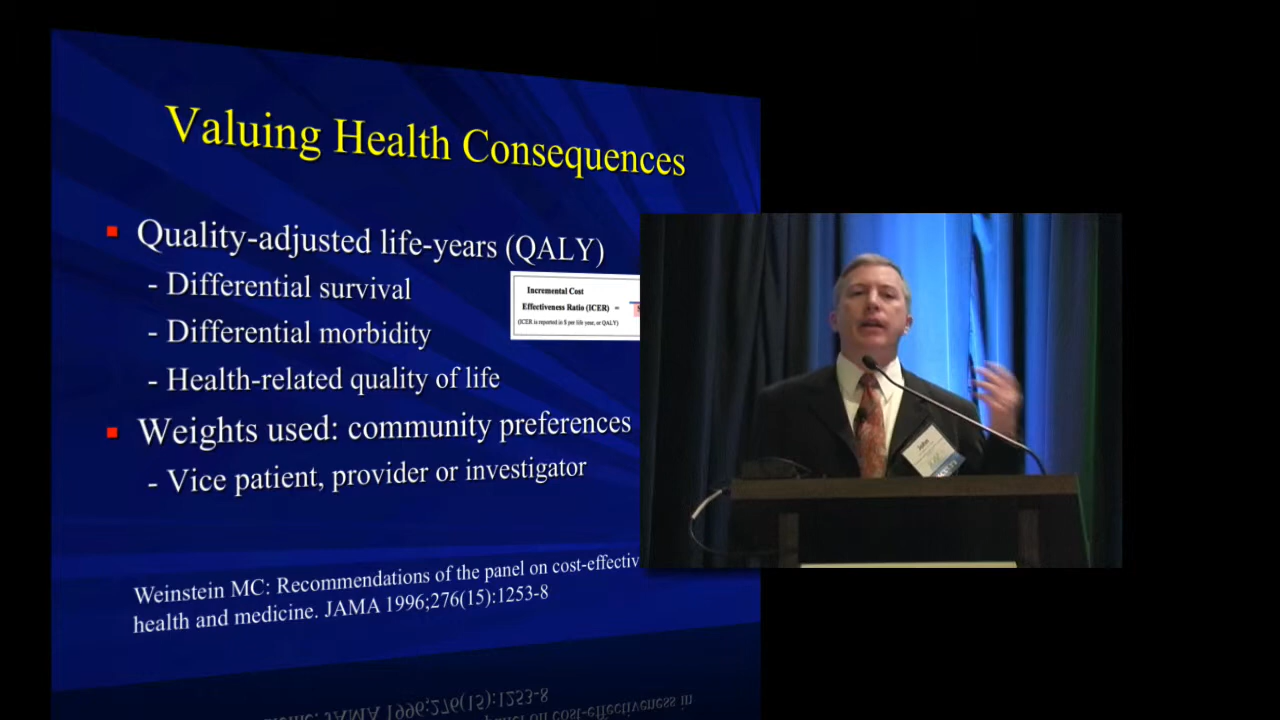 Valuing Health Consequences
Quality-adjusted life-years (QALY)
- Differential survival
- Differential morbidity
- Health-related quality of life
Incremental Cost
Effectiveness Ratio (ICER) =
(ICER is reported in $ per life year, or QALY)
Weights used: community preferences
- Vice patient, provider or investigator
Weinstein MC: Recommendations of the panel on cost-effectiv
health and medicine. JAMA 1996;276(15):1253-8
John